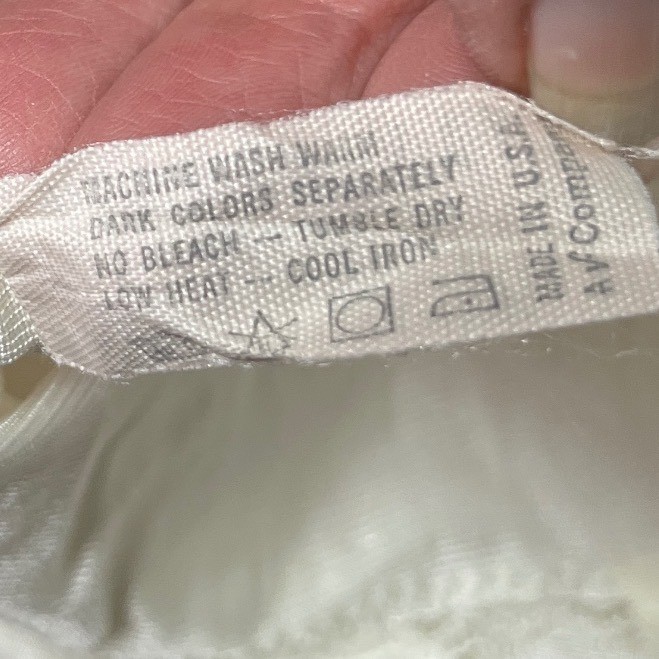 MACHINE WASH WARM
DARK COLORS SEPARATELY
NO BLEACH -- TUMBLE DRY
LOW HEAT -- COOL IRON
MADE IN U.S.A.